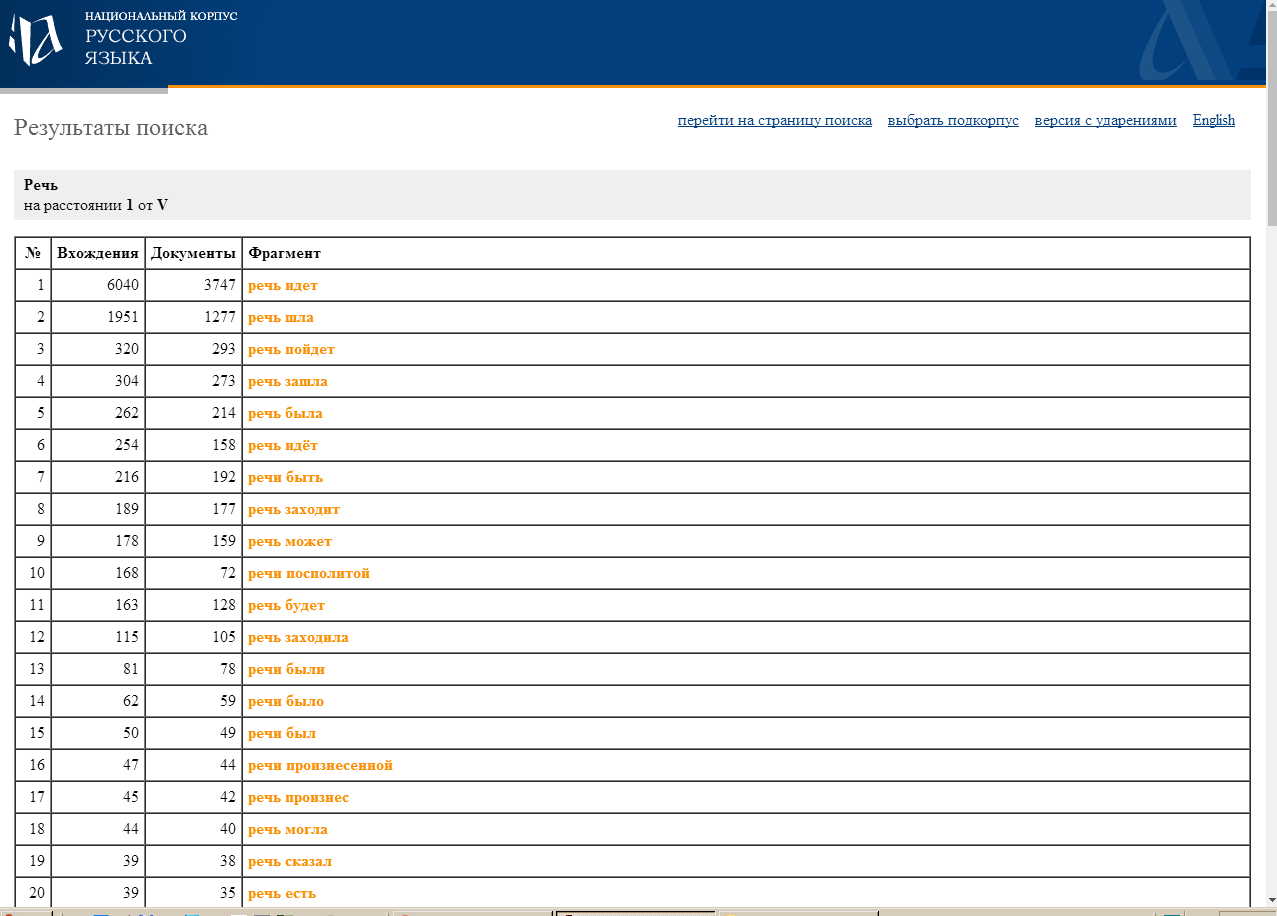 НАЦИОНАЛЬНЫЙ КОРПУС
РУССКОГО
ЯЗЫКА
Результаты поиска
перейти на страницу поиска выбрать подкорпус версия с ударениями English
Речь
на расстоянии 1 от V
№ Вхождения Документы Фрагмент
1 6040 3747 речь идет
2 1951 1277 речь шла
3 320 293 речь пойдет
4 304 273 речь зашла
5 262 214 речь была
6 254 158 речь идёт
7 216 192 речи быть
8 189 177 речь заходит
9 178 159 речь может
10 168 72 речи посполитой
11 163 128 речь будет
12 115 105 речь заходила
13 81 78 речи были
14 62 59 речи было
15 50 49 речи был
16 47 44 речи произнесенной
17 45 42 речь произнес
18 44 40 речь могла
19 39 38 речь сказал
20 39 35 речь есть